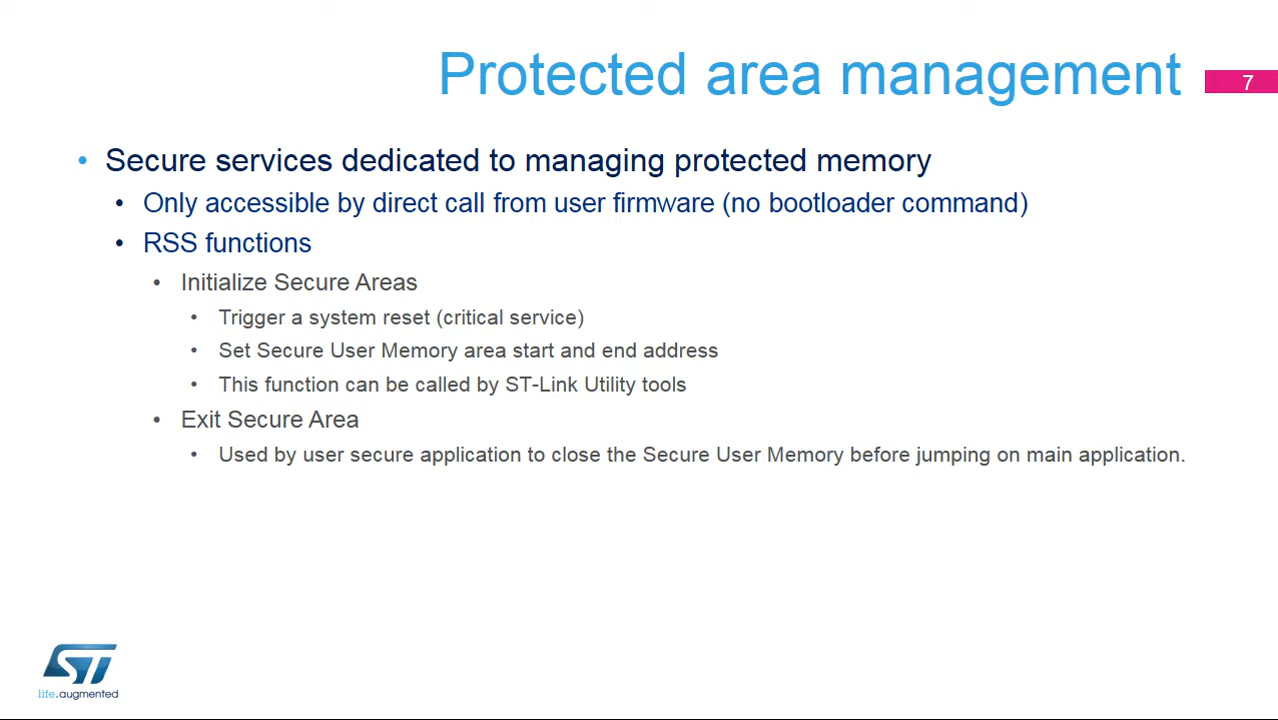 Protected area management
7
• Secure services dedicated to managing protected memory
• Only accessible by direct call from user firmware (no bootloader command)
• RSS functions
• Initialize Secure Areas
• Trigger a system reset (critical service)
• Set Secure User Memory area start and end address
• This function can be called by ST-Link Utility tools
• Exit Secure Area
• Used by user secure application to close the Secure User Memory before jumping on main application.
ST
life.augmented